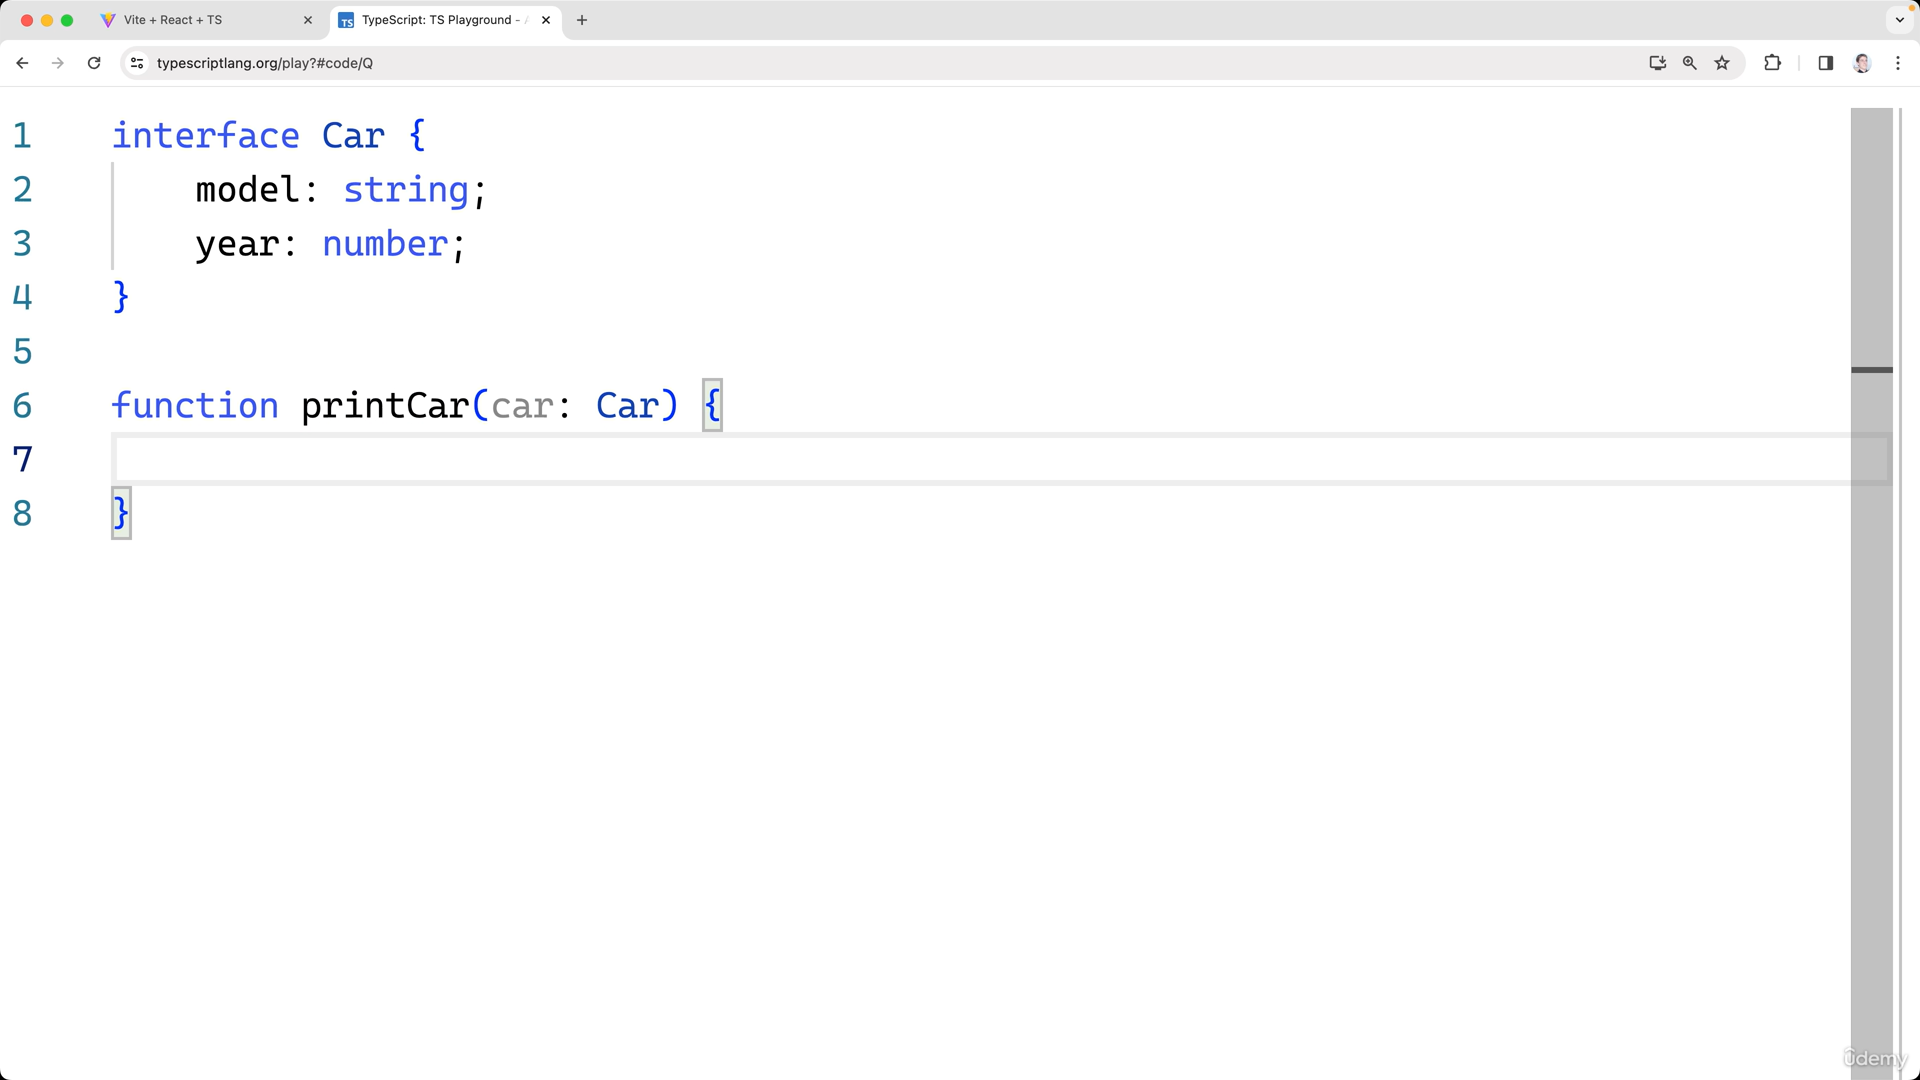 Vite + React + TS
TypeScript: TS Playground -
typescriptlang.org/play?#code/Q
1 interface Car {
2 model: string;
3 year: number;
4 }
5
6 function printCar(car: Car) {
7
8 }
udemy